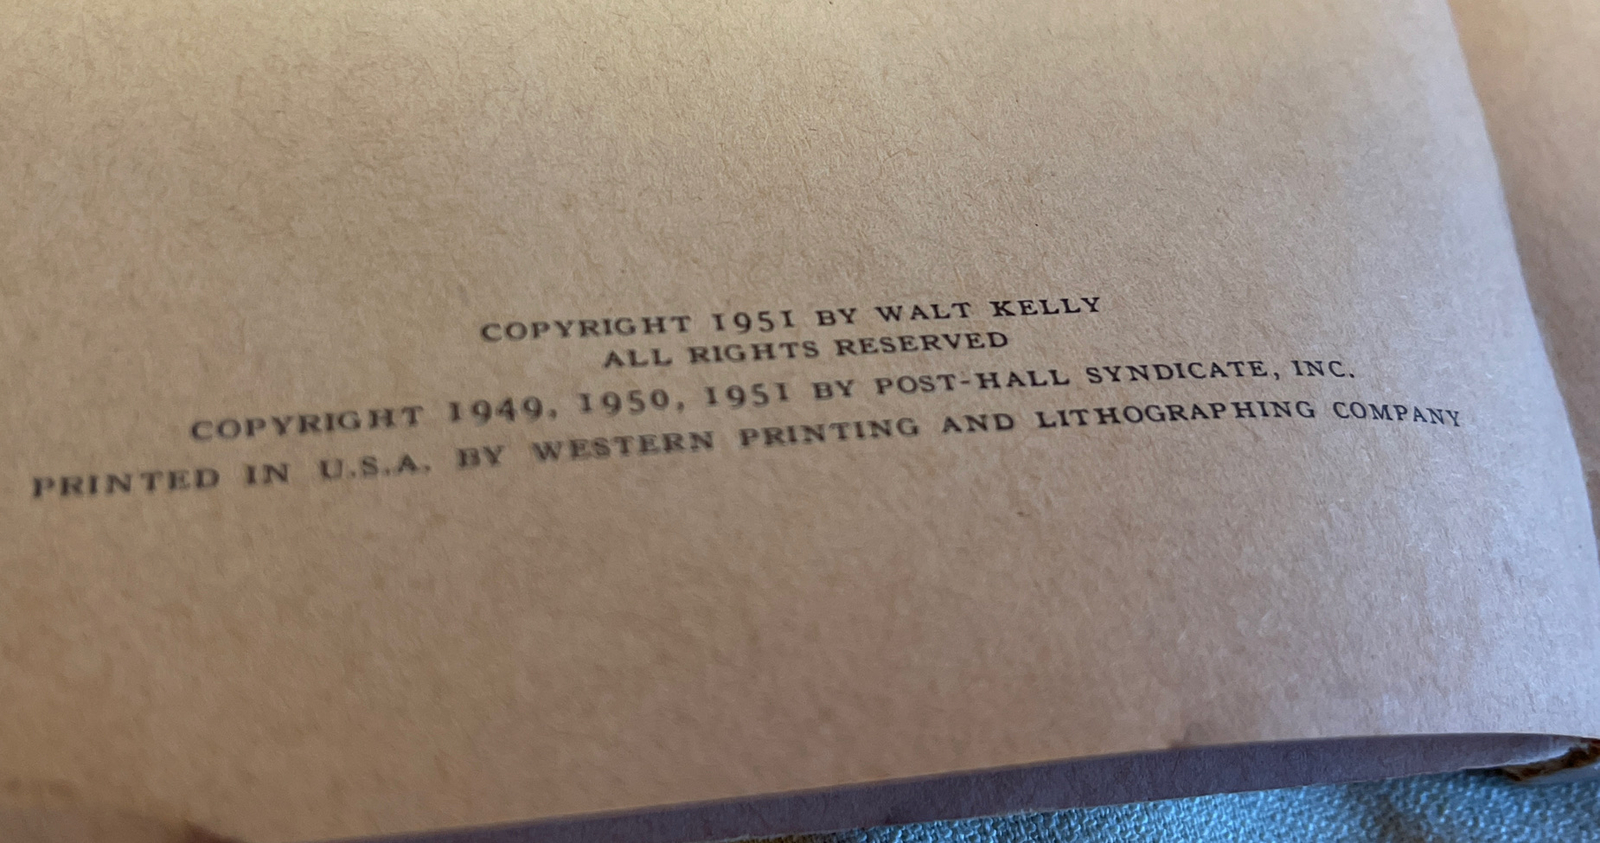 COPYRIGHT 1951 BY WALT KELLY
ALL RIGHTS RESERVED
COPYRIGHT 1949, 1950, 1951 BY POST-HALL SYNDICATE, INC.
PRINTED IN U.S.A. BY WESTERN PRINTING AND LITHOGRAPHING COMPANY